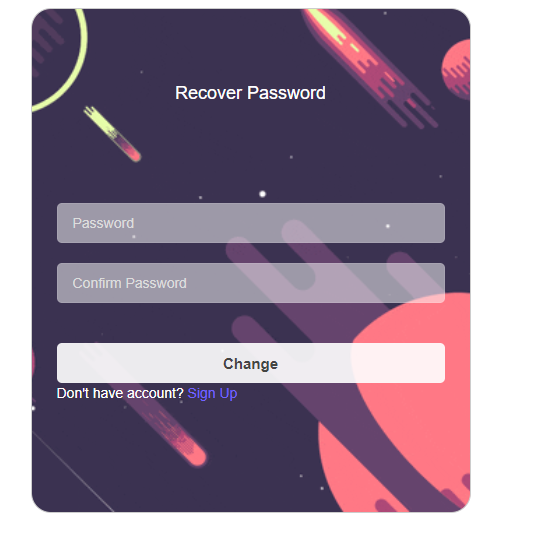 Recover Password
Password
Confirm Password
Change
Don't have account? Sign Up